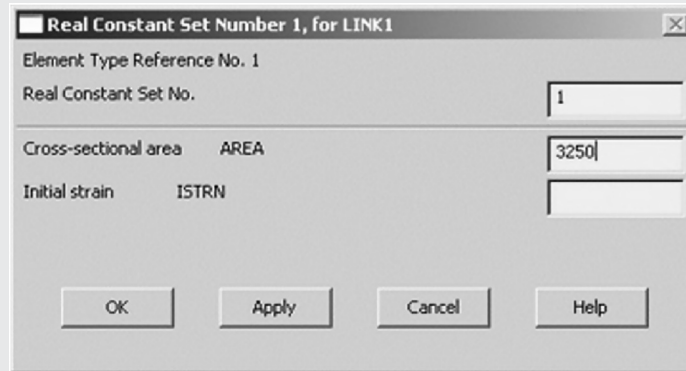 Real Constant Set Number 1, for LINK1
Element Type Reference No. 1
Real Constant Set No. 1
Cross-sectional area AREA 3250
Initial strain ISTRN
OK Apply Cancel Help